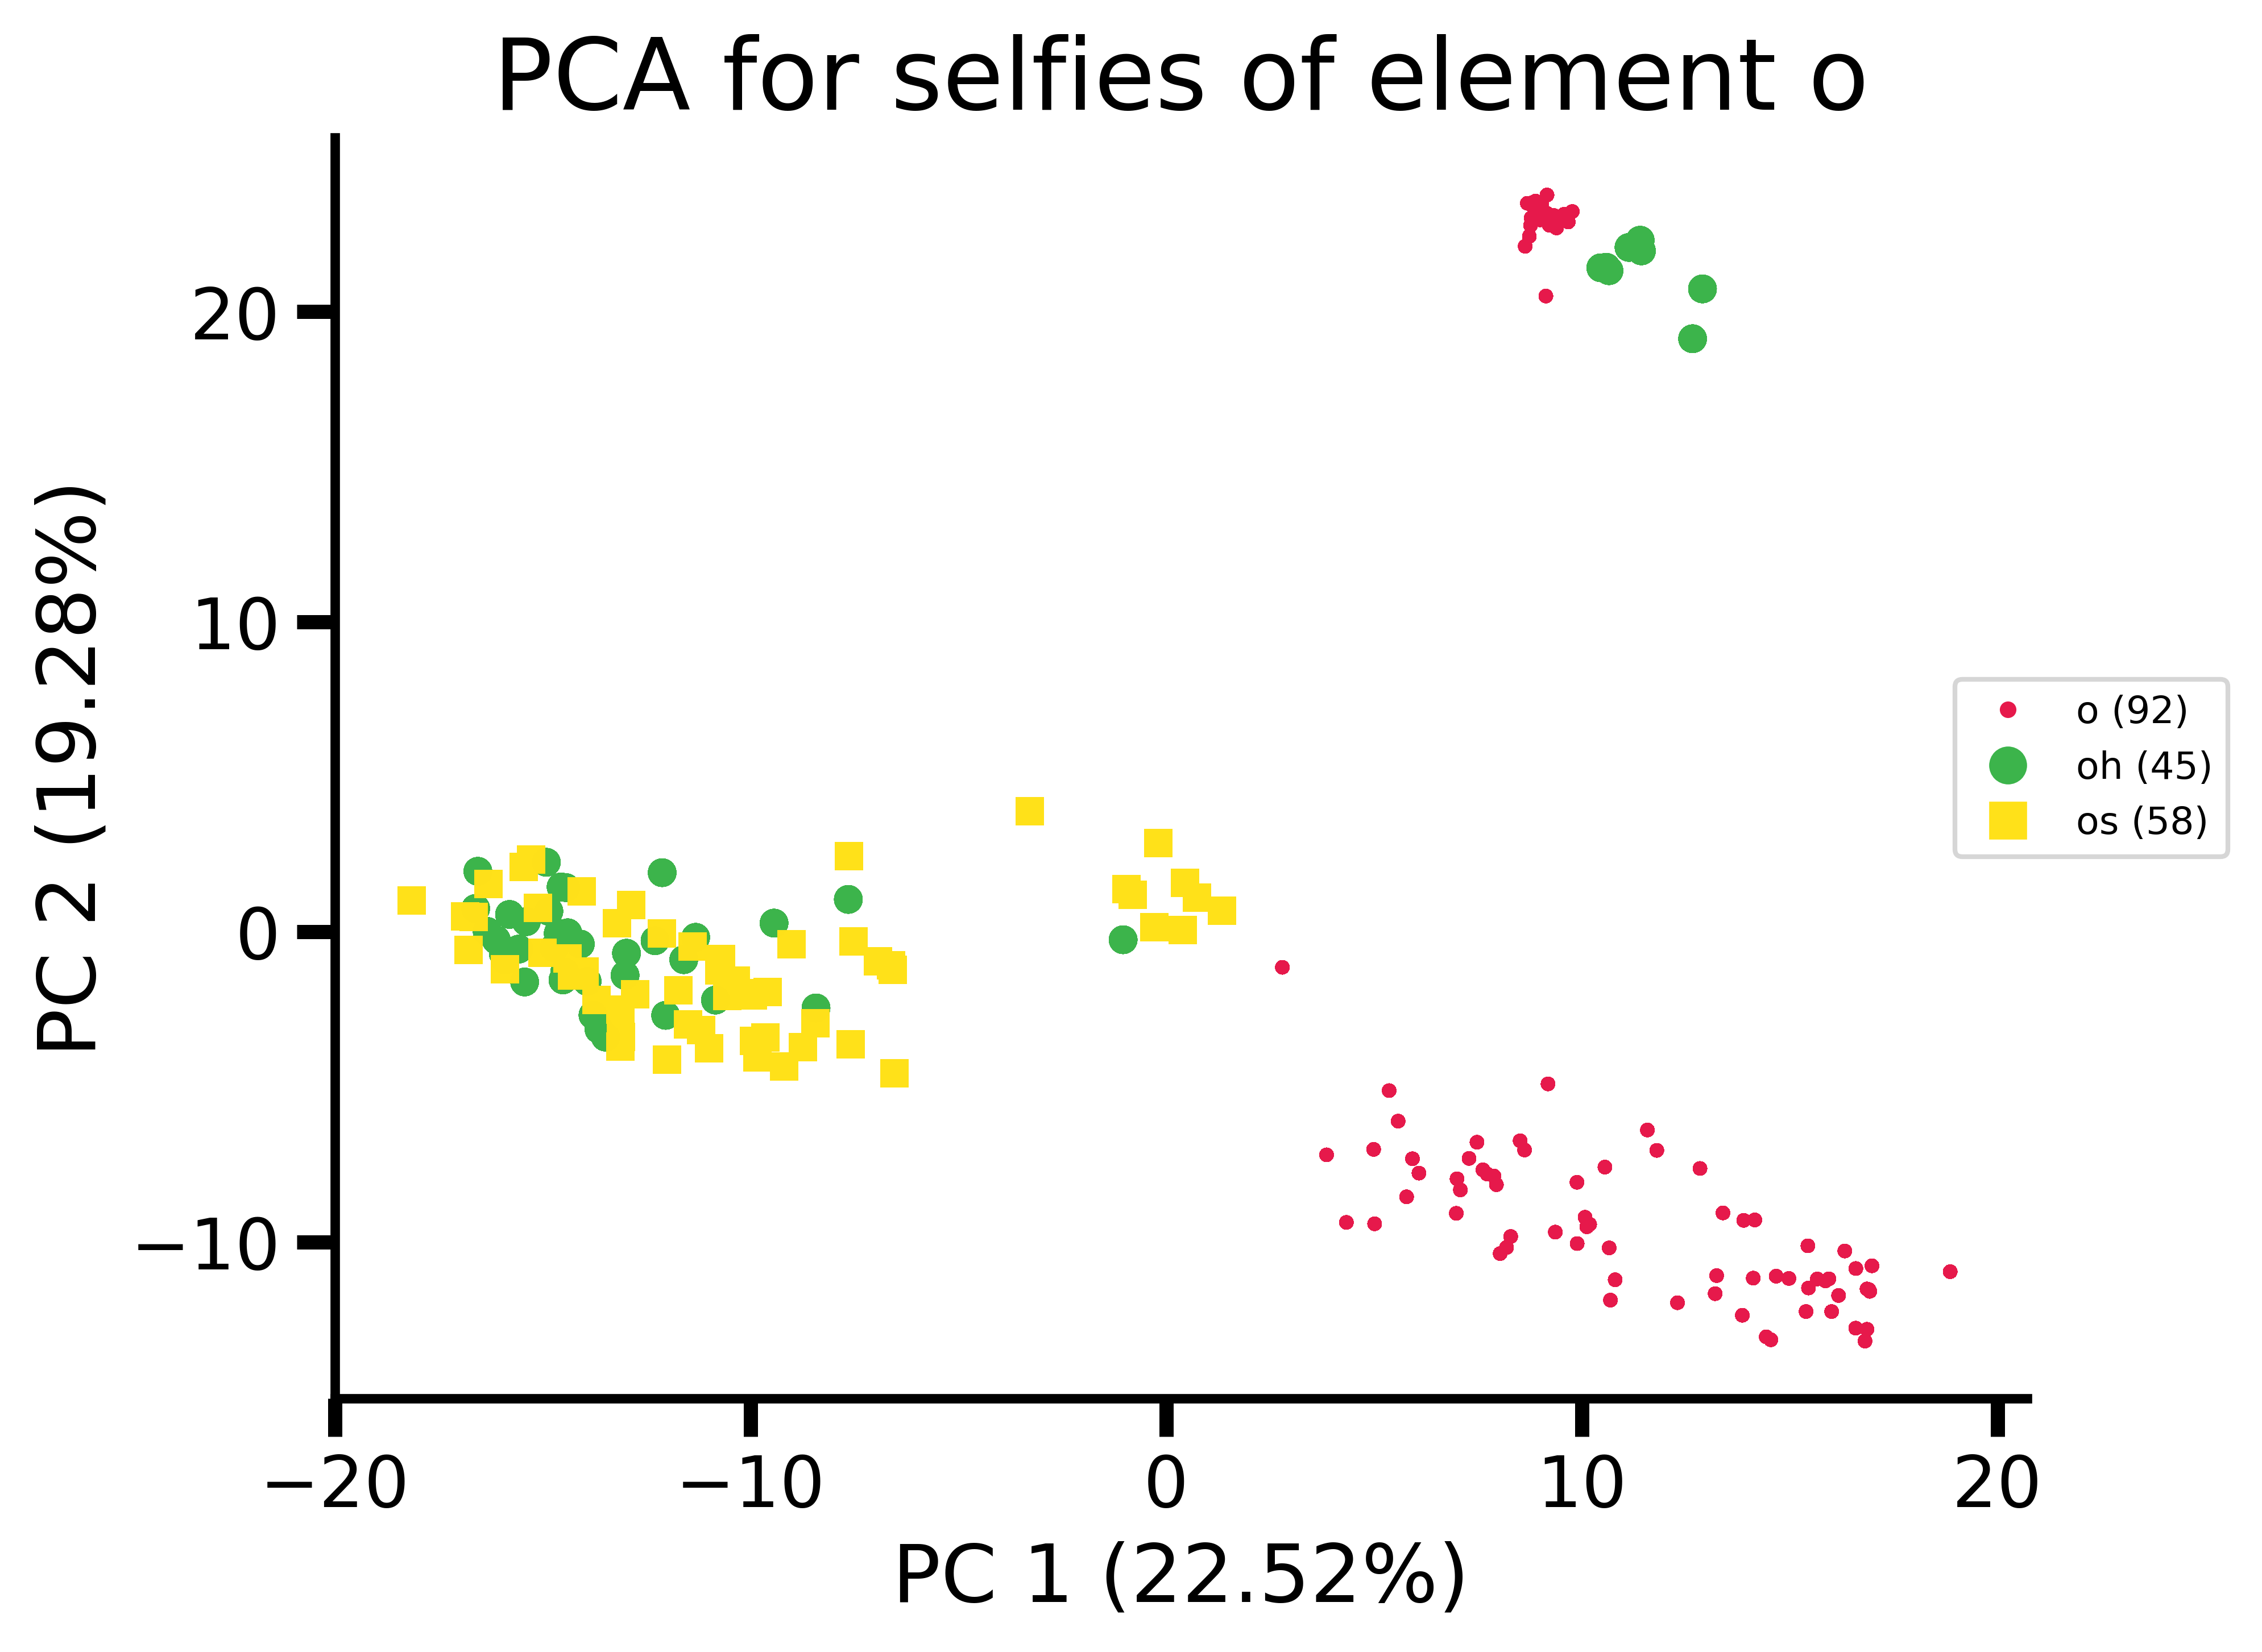 PCA for selfies of element o
PC 2 (19.28%)
20
10
0
−10
−20
−10
0
10
20
PC 1 (22.52%)
o (92)
oh (45)
os (58)